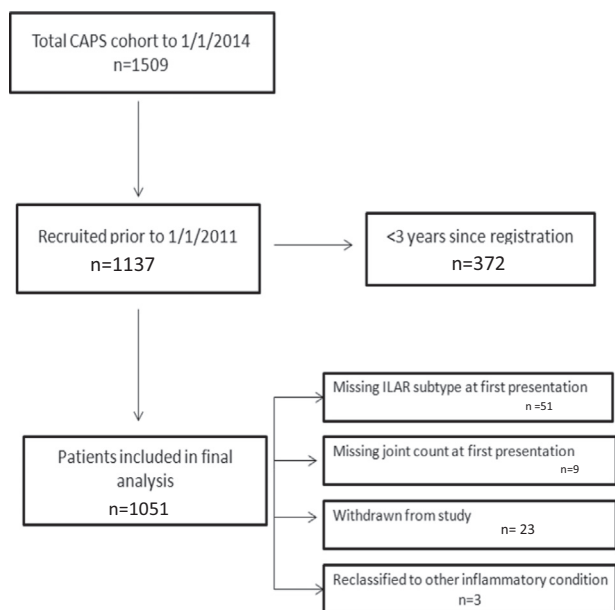 Total CAPS cohort to 1/1/2014
n=1509
Recruited prior to 1/1/2011
n=1137
<3 years since registration
n=372
Patients included in final
analysis
n=1051
Missing ILAR subtype at first presentation
n =51
Missing joint count at first presentation
n=9
Withdrawn from study
n= 23
Reclassified to other inflammatory condition
n=3